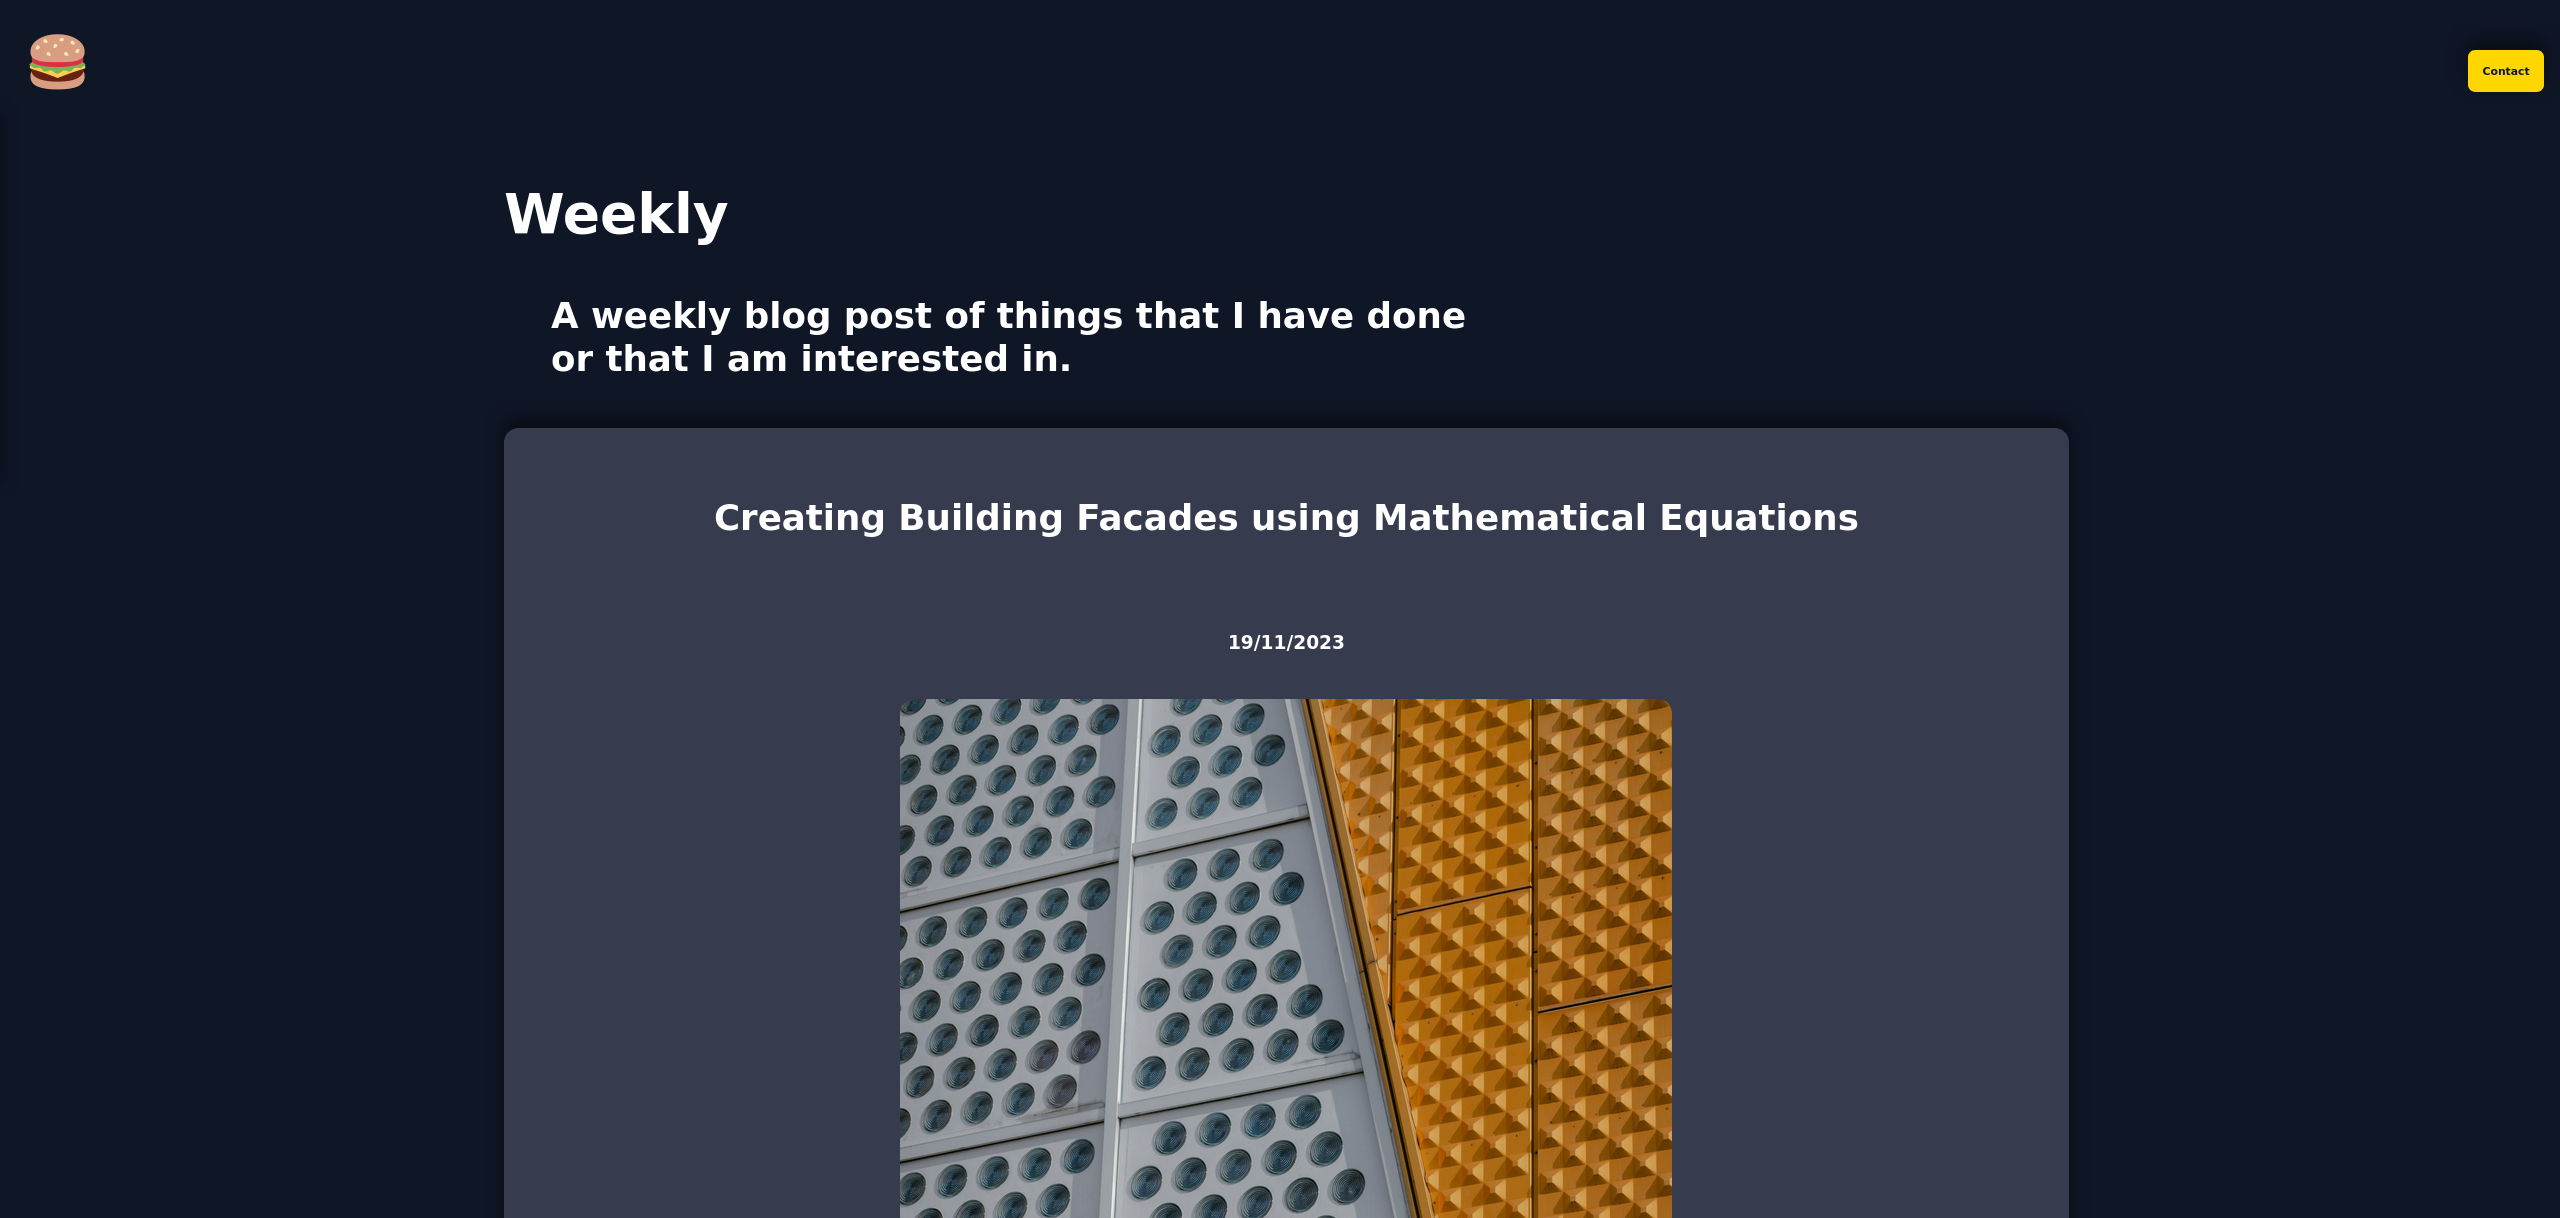 Contact
Weekly
A weekly blog post of things that I have done
or that I am interested in.
Creating Building Facades using Mathematical Equations
19/11/2023